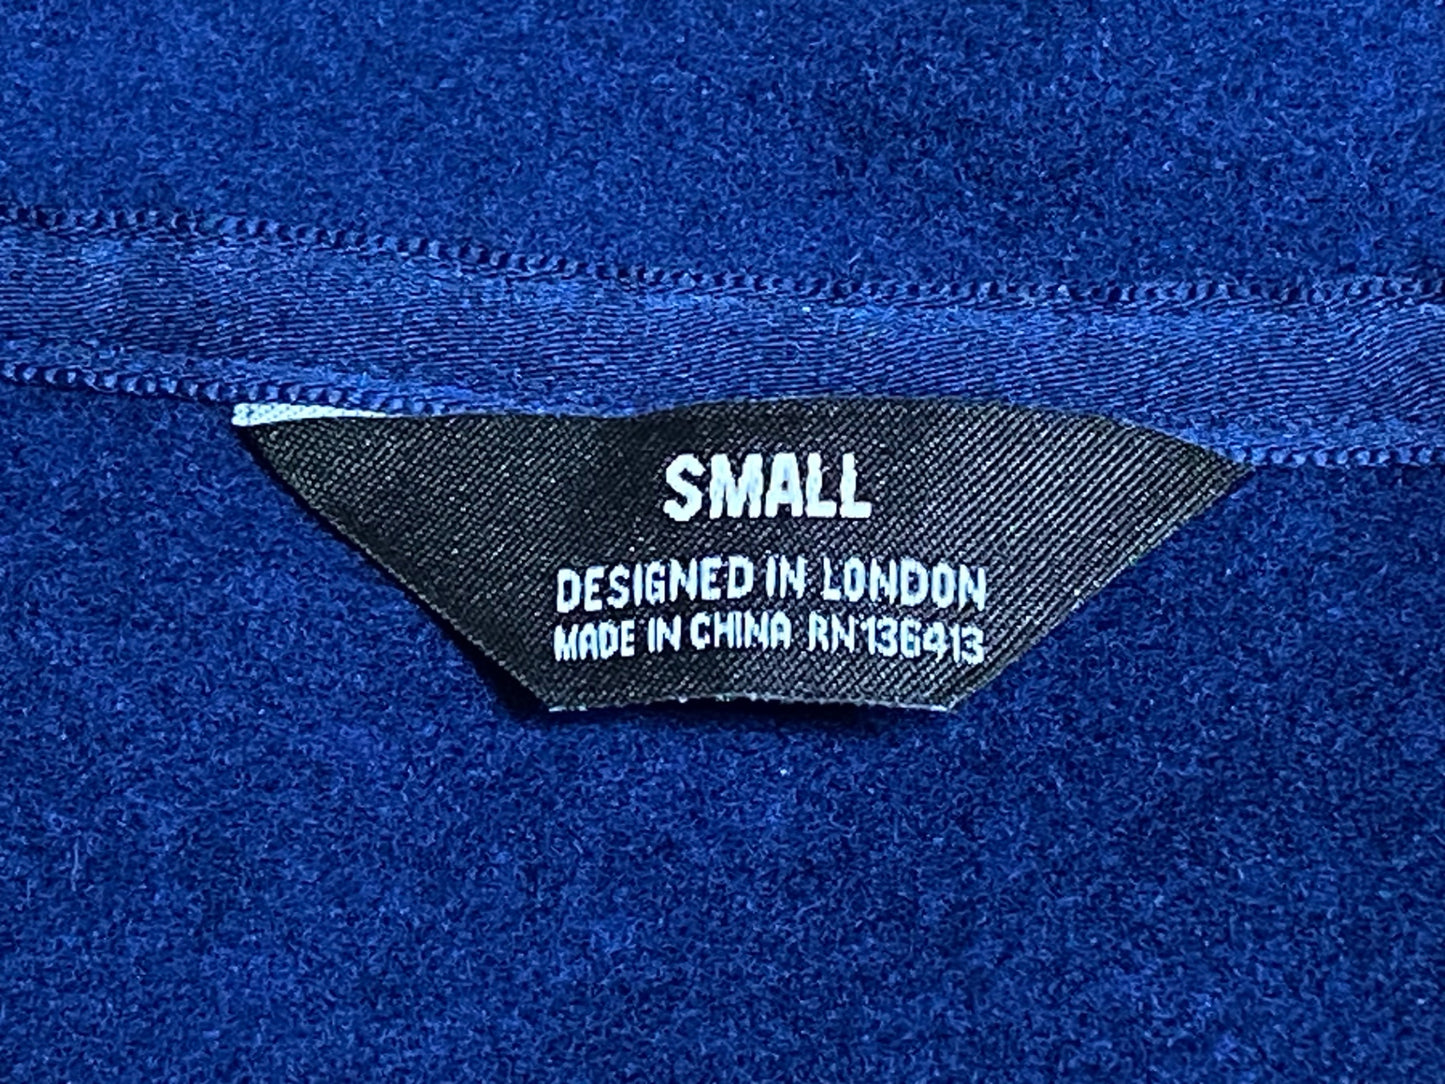 SMALL
DESIGNED IN LONDON
MADE IN CHINA RN136413